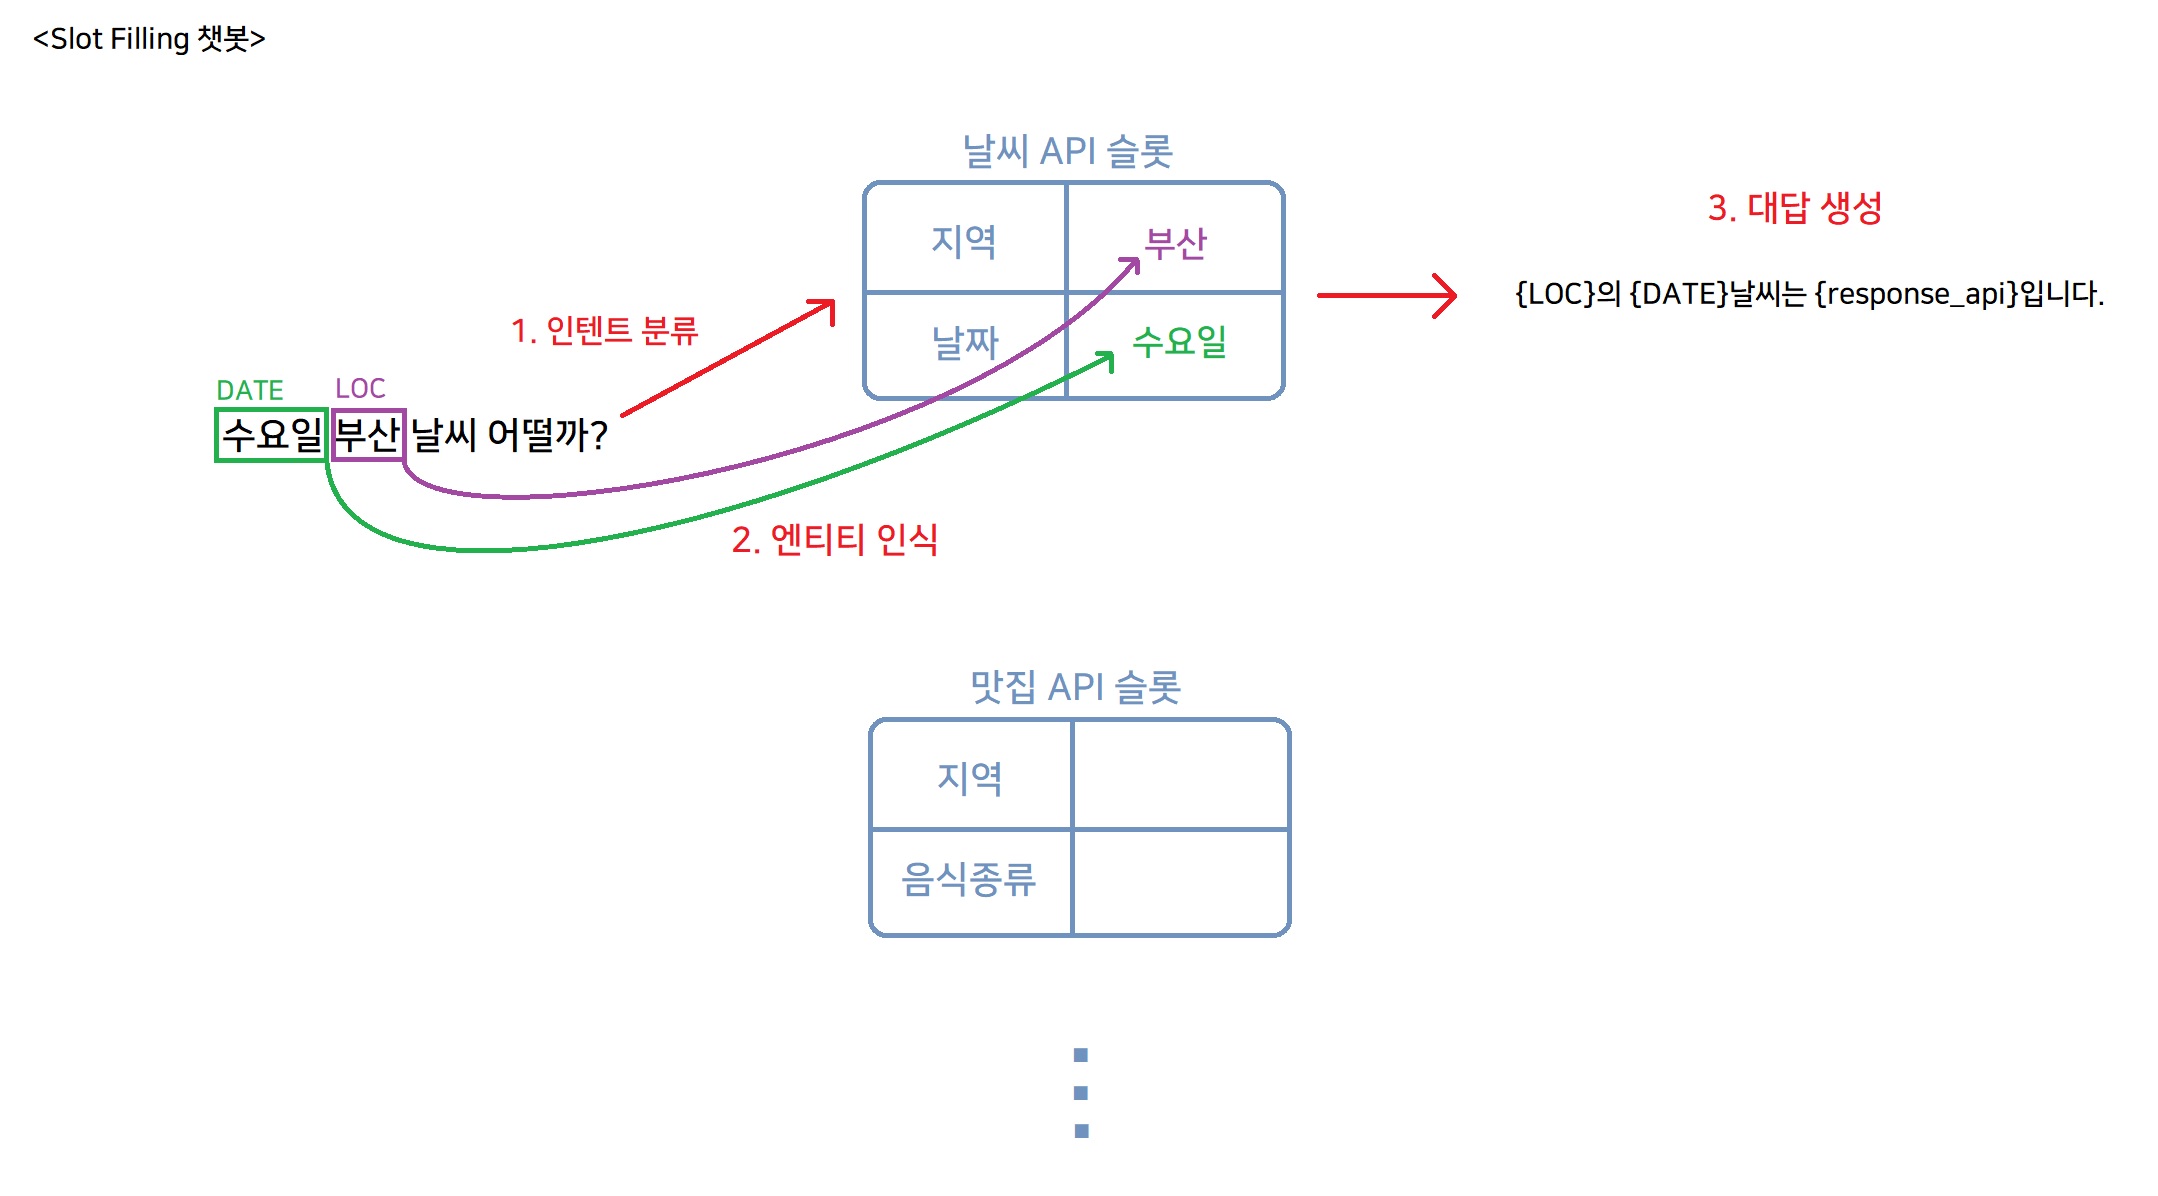 <Slot Filling 챗봇>
날씨 API 슬롯
지역
부산
날짜
수요일
1. 인텐트 분류
DATE
LOC
수요일 부산 날씨 어떨까?
2. 엔티티 인식
3. 대답 생성
{LOC}의 {DATE}날씨는 {response_api}입니다.
맛집 API 슬롯
지역
음식종류